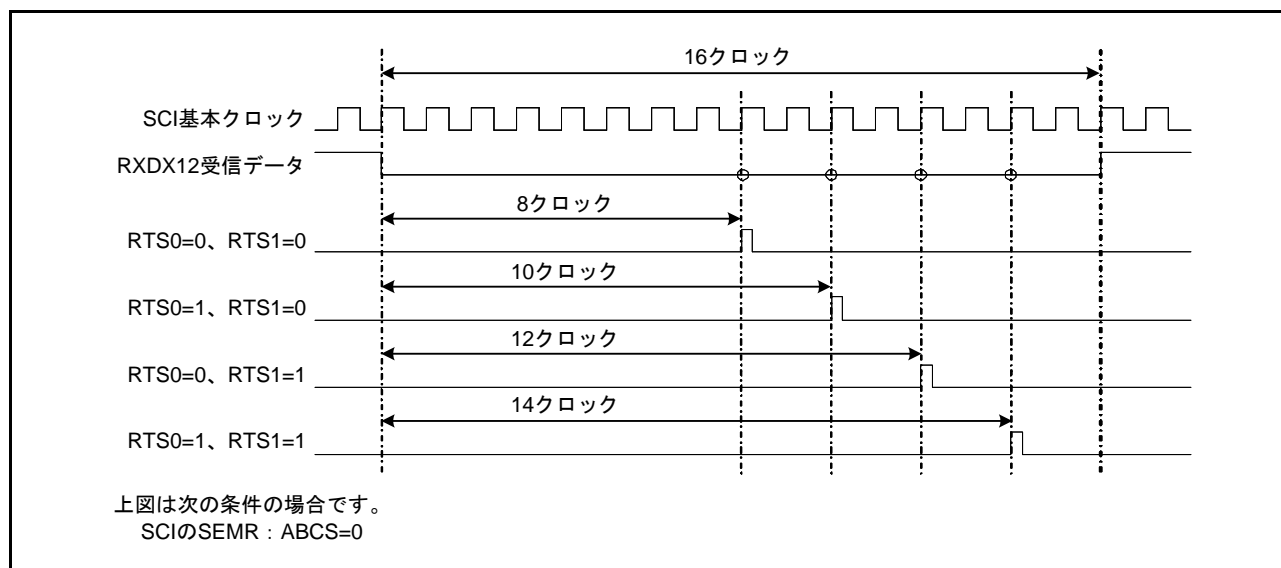 16クロック
SCI基本クロック
RXDX12受信データ
8クロック
RTS0=0、RTS1=0
10クロック
RTS0=1、RTS1=0
12クロック
RTS0=0、RTS1=1
14クロック
RTS0=1、RTS1=1
上図は次の条件の場合です。
SCIのSEMR：ABCS=0